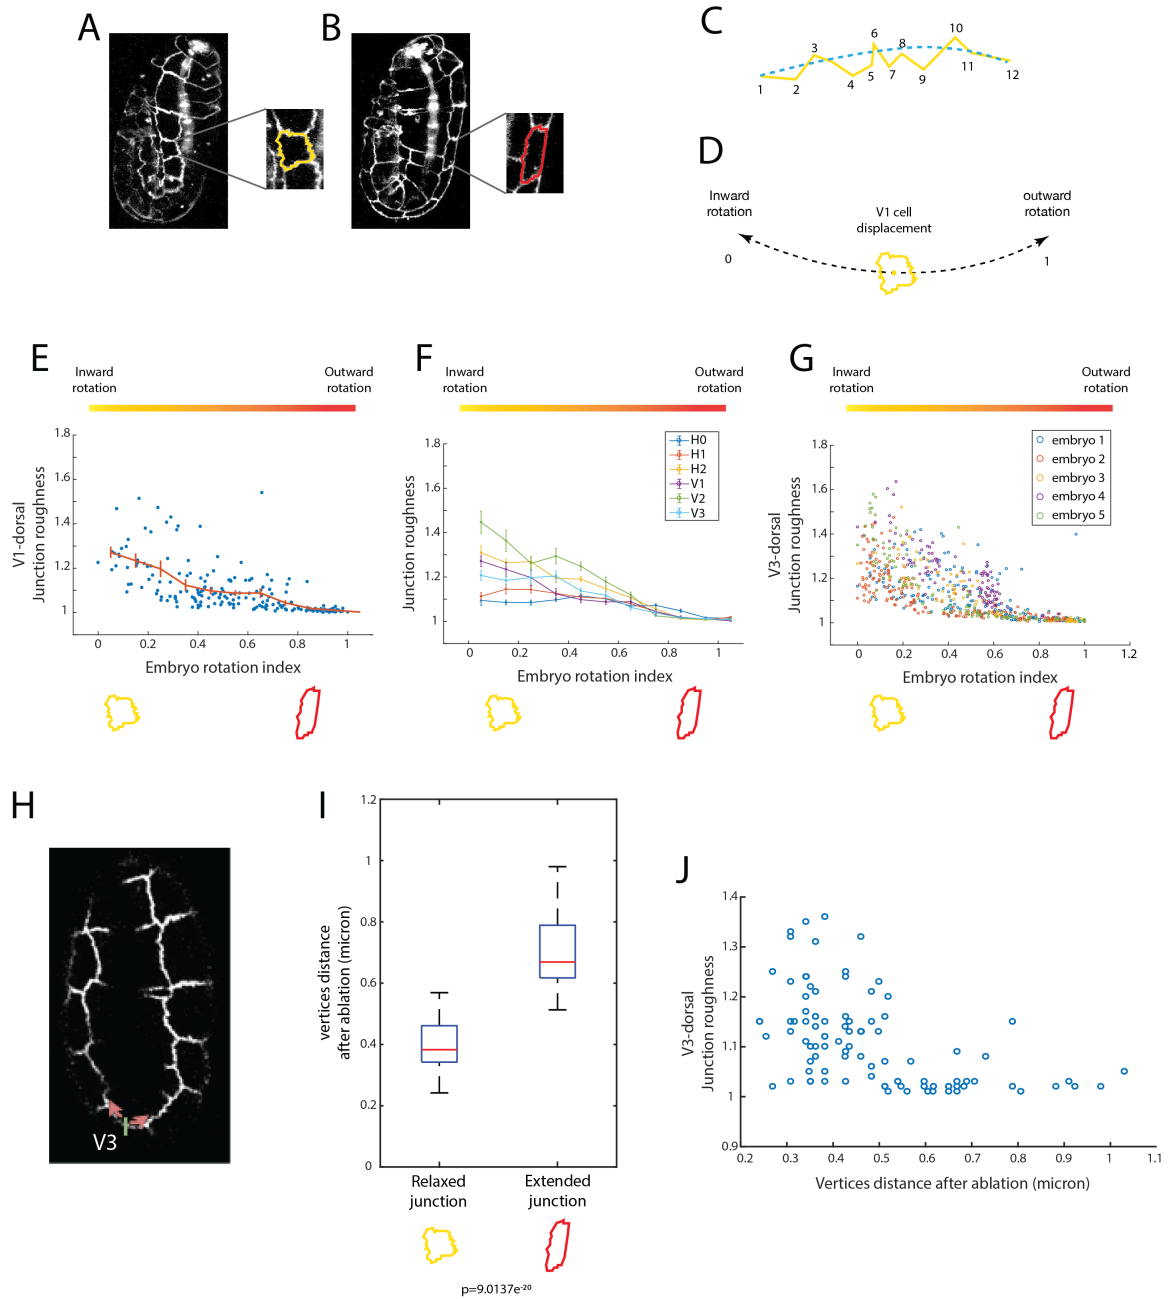 A
B
C
1
2
3
4
5
6
7
8
9
10
11
12
D
Inward
rotation
0
V1 cell
displacement
outward
rotation
1
E
Inward
rotation
Outward
rotation
V1-dorsal
Junction roughness
1.8
1.6
1.4
1.2
1
0
0.2
0.4
0.6
0.8
1
Embryo rotation index
F
Inward
rotation
Outward
rotation
Junction roughness
1.8
1.6
1.4
1.2
1
H0
H1
H2
V1
V2
V3
0
0.2
0.4
0.6
0.8
1
Embryo rotation index
G
Inward
rotation
Outward
rotation
V3-dorsal
Junction roughness
1.8
1.6
1.4
1.2
1
embryo 1
embryo 2
embryo 3
embryo 4
embryo 5
0
0.2
0.4
0.6
0.8
1
1.2
Embryo rotation index
H
V3
I
vertices distance
after ablation (micron)
1.2
1
0.8
0.6
0.4
0.2
0
Relaxed
junction
Extended
junction
p=9.0137e-20
J
V3-dorsal
Junction roughness
1.4
1.3
1.2
1.1
1
0.9
0.2
0.3
0.4
0.5
0.6
0.7
0.8
0.9
1
1.1
Vertices distance after ablation (micron)